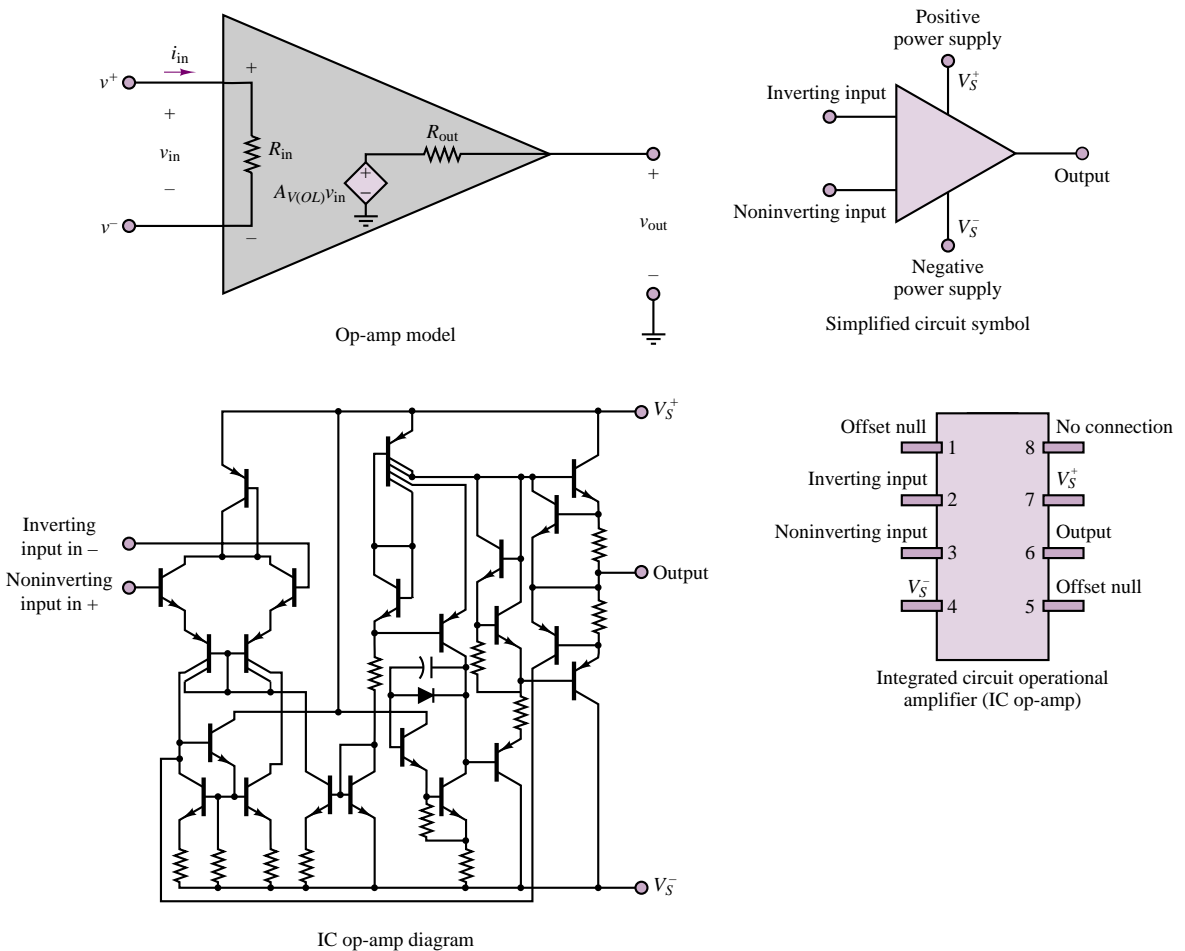 i_in
v⁺
+
+
v_in
R_in
−
v⁻
−
R_out
+
−
A_V(OL)v_in
+
v_out
−
Op-amp model
Positive
power supply
V_S⁺
Inverting input
Noninverting input
Output
V_S⁻
Negative
power supply
Simplified circuit symbol
V_S⁺
Inverting
input in –
Noninverting
input in +
Output
V_S⁻
IC op-amp diagram
Offset null
1
8
No connection
Inverting input
2
7
V_S⁺
Noninverting input
3
6
Output
V_S⁻
4
5
Offset null
Integrated circuit operational
amplifier (IC op-amp)